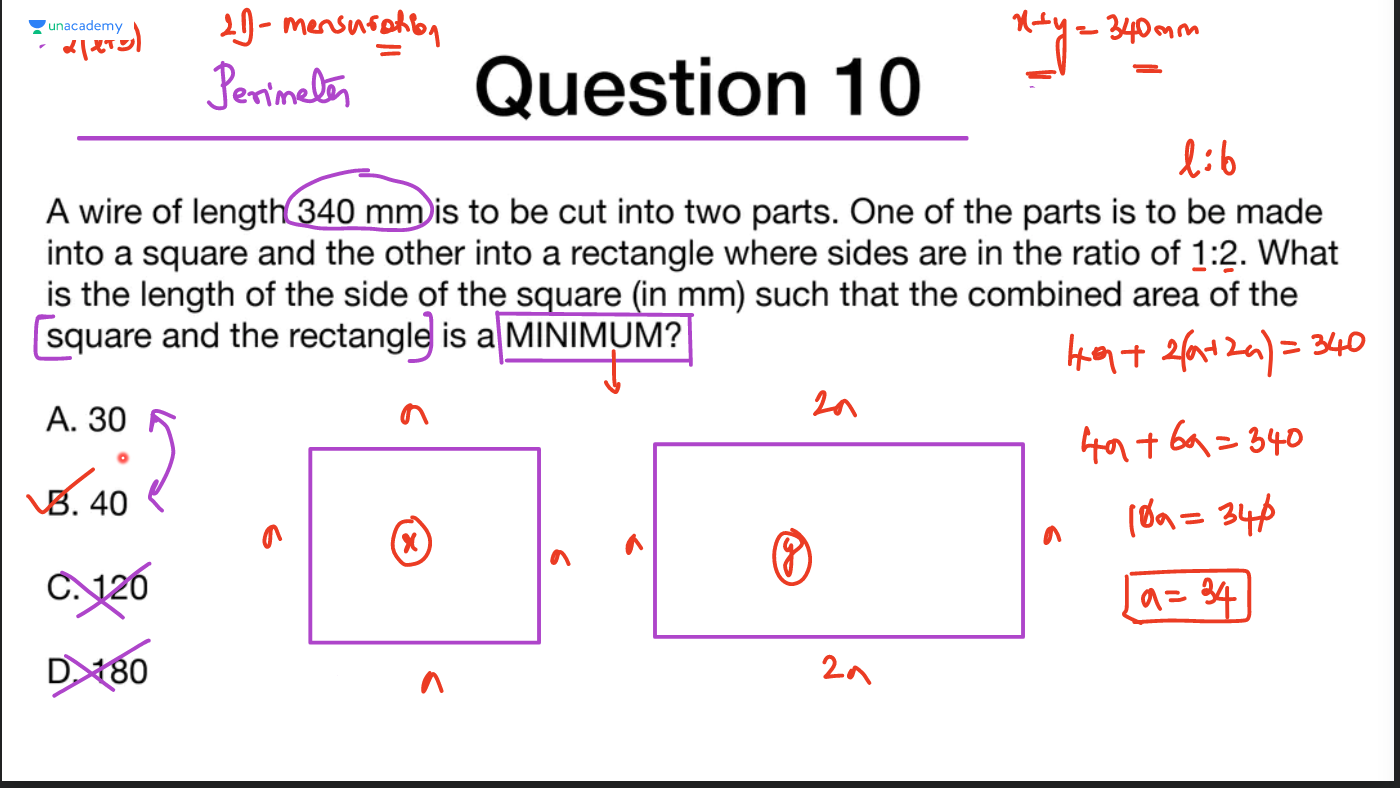 unacademy
2D - mensuration
x+y = 340mm
Perimeter
Question 10
l:b
A wire of length 340 mm is to be cut into two parts. One of the parts is to be made
into a square and the other into a rectangle where sides are in the ratio of 1:2. What
is the length of the side of the square (in mm) such that the combined area of the
square and the rectangle is a MINIMUM?
4a + 2(a+2a) = 340
A. 30
a
2a
4a + 6a = 340
B. 40
a
x
a
a
y
a
10a = 340
C. 120
a = 34
D. 180
a
2a